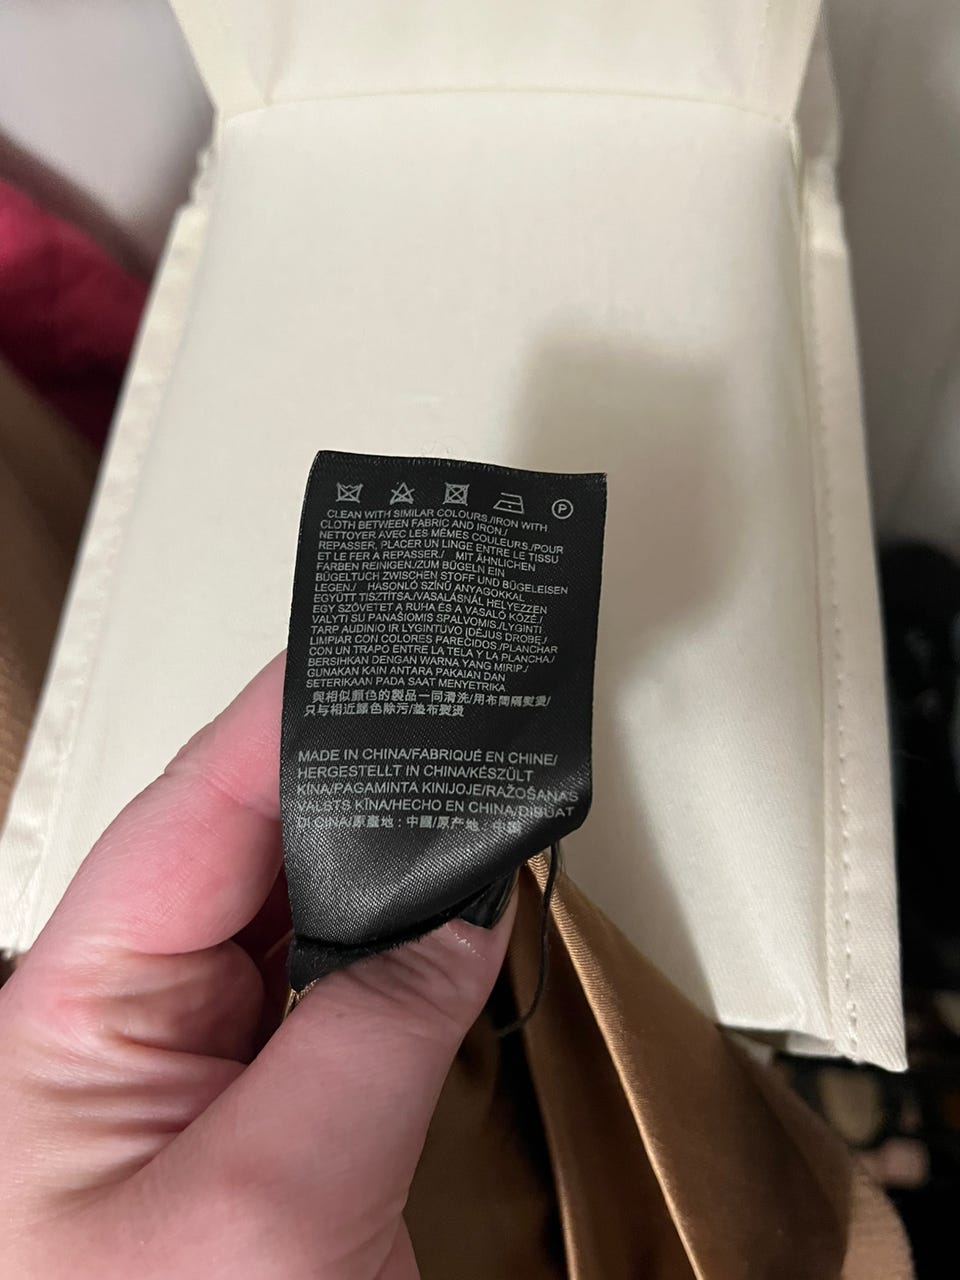 P
CLEAN WITH SIMILAR COLOURS./IRON WITH
CLOTH BETWEEN FABRIC AND IRON /
NETTOYER AVEC LES MÊMES COULEURS./POUR
REPASSER, PLACER UN LINGE ENTRE LE TISSU
ET LE FER A REPASSER./ MIT ÄHNLICHEN
FARBEN REINIGEN./ZUM BÜGELN EIN
BÜGELTUCH ZWISCHEN STOFF UND BÜGELEISEN
LEGEN./ HASONLÓ SZÍNŰ ANYAGOKKAL
EGYÜTT TISZTÍTSA./VASALÁSNÁL HELYEZZEN
EGY SZÖVETET A RUHA ÉS A VASALÓ KÖZÉ./
VALYTI SU PANAŠIOMIS SPALVOMIS./LYGINTI
TARP AUDINIO IR LYGINTUVO ĮDĖJUS DROBĘ./
LIMPIAR CON COLORES PARECIDOS./PLANCHAR
CON UN TRAPO ENTRE LA TELA Y LA PLANCHA./
BERSIHKAN DENGAN WARNA YANG MIRIP./
GUNAKAN KAIN ANTARA PAKAIAN DAN
SETERIKAAN PADA SAAT MENYETRIKA
與相似顏色的製品一同清洗/用布間隔熨燙/
只与相近颜色除污/垫布熨烫
MADE IN CHINA/FABRIQUÉ EN CHINE/
HERGESTELLT IN CHINA/KÉSZÜLT
KÍNA/PAGAMINTA KINIJOJE/RAŽOŠANAS
VALSTS ĶĪNA/HECHO EN CHINA/DIBUAT
DI CINA/原產地：中國/原产地：中国